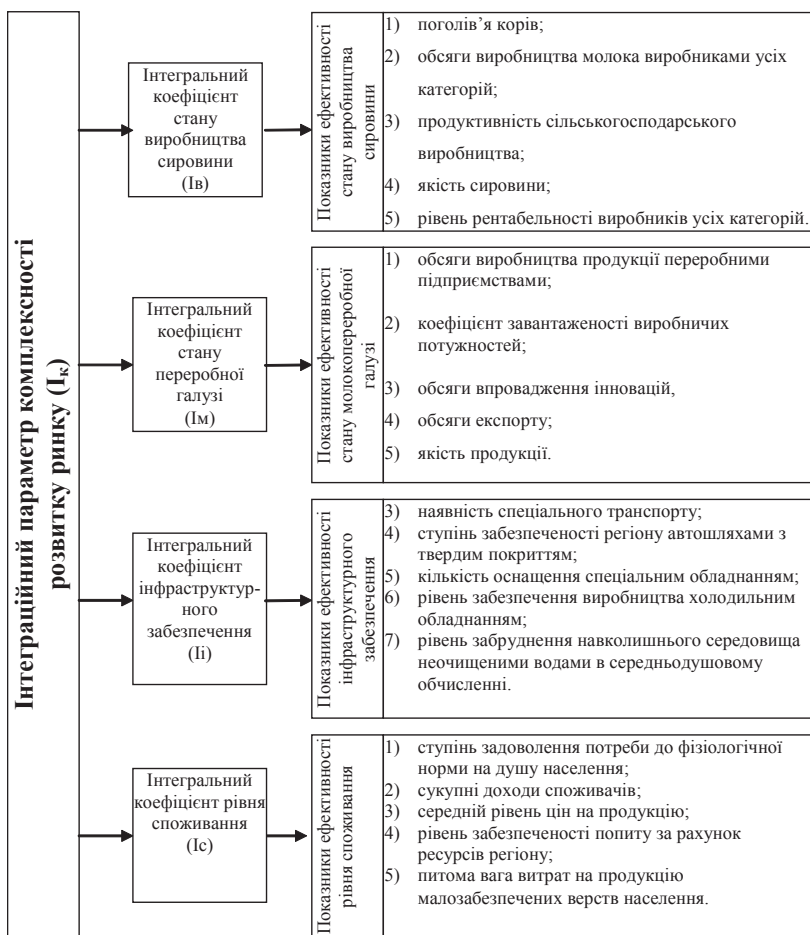 Інтеграційний параметр комплексності
розвитку ринку (Iк)
Інтегральний
коефіцієнт
стану
виробництва
сировини
(Ів)
Показники ефективності
стану виробництва
сировини
1) поголів’я корів;
2) обсяги виробництва молока виробниками усіх
категорій;
3) продуктивність сільськогосподарського
виробництва;
4) якість сировини;
5) рівень рентабельності виробників усіх категорій.
Інтегральний
коефіцієнт
стану
переробної
галузі
(Ім)
Показники ефективності
стану молокопереробної
галузі
1) обсяги виробництва продукції переробними
підприємствами;
2) коефіцієнт завантаженості виробничих
потужностей;
3) обсяги впровадження інновацій,
4) обсяги експорту;
5) якість продукції.
Інтегральний
коефіцієнт
інфраструктур-
ного
забезпечення
(Іі)
Показники ефективності
інфраструктурного
забезпечення
3) наявність спеціального транспорту;
4) ступінь забезпеченості регіону автошляхами з
твердим покриттям;
5) кількість оснащення спеціальним обладнанням;
6) рівень забезпечення виробництва холодильним
обладнанням;
7) рівень забруднення навколишнього середовища
неочищеними водами в середньодушовому
обчисленні.
Інтегральний
коефіцієнт рівня
споживання
(Іс)
Показники ефективності
рівня споживання
1) ступінь задоволення потреби до фізіологічної
норми на душу населення;
2) сукупні доходи споживачів;
3) середній рівень цін на продукцію;
4) рівень забезпеченості попиту за рахунок
ресурсів регіону;
5) питома вага витрат на продукцію
малозабезпечених верств населення.